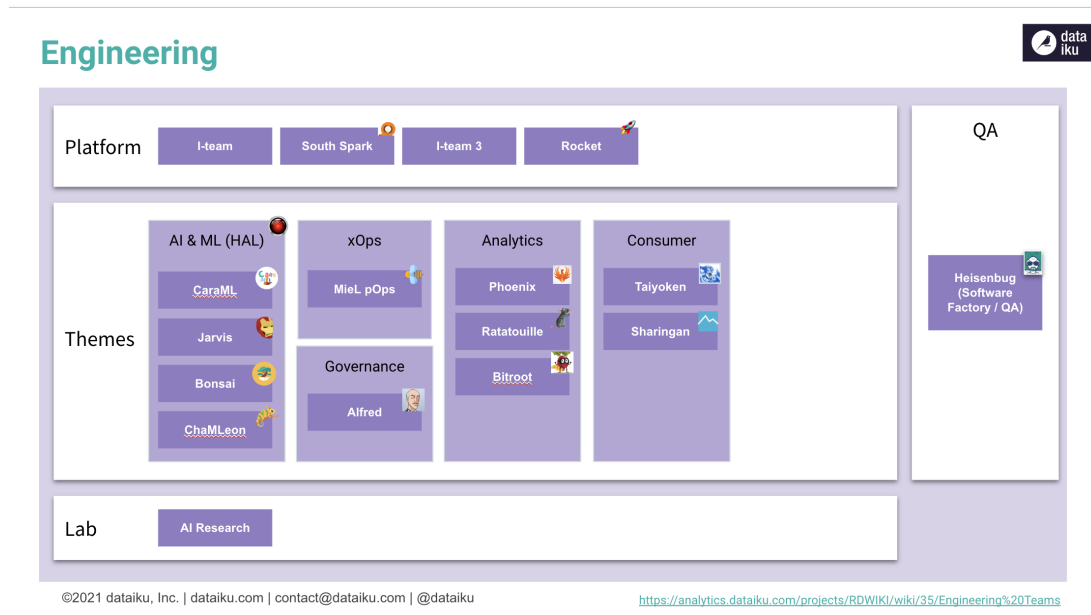 Engineering
data
iku
Platform
I-team
South Spark
I-team 3
Rocket
QA
Heisenbug
(Software
Factory / QA)
Themes
AI & ML (HAL)
CaraML
Jarvis
Bonsai
ChaMLeon
xOps
MieL pOps
Governance
Alfred
Analytics
Phoenix
Ratatouille
Bitroot
Consumer
Taiyoken
Sharingan
Lab
AI Research
©2021 dataiku, Inc. | dataiku.com | contact@dataiku.com | @dataiku
https://analytics.dataiku.com/projects/RDWIKI/wiki/35/Engineering%20Teams